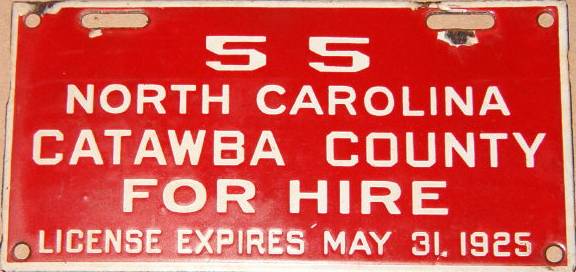 55
NORTH CAROLINA
CATAWBA COUNTY
FOR HIRE
LICENSE EXPIRES MAY 31, 1925